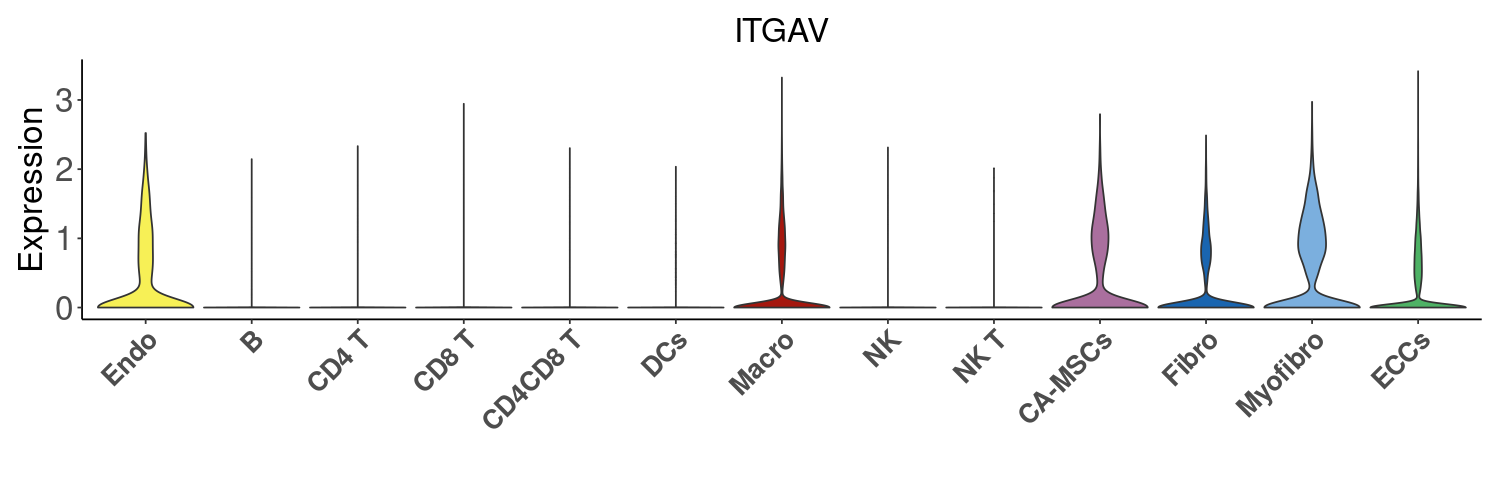 ITGAV
Expression
3
2
1
0
Endo
B
CD4 T
CD8 T
CD4CD8 T
DCs
Macro
NK
NK T
CA-MSCs
Fibro
Myofibro
ECCs